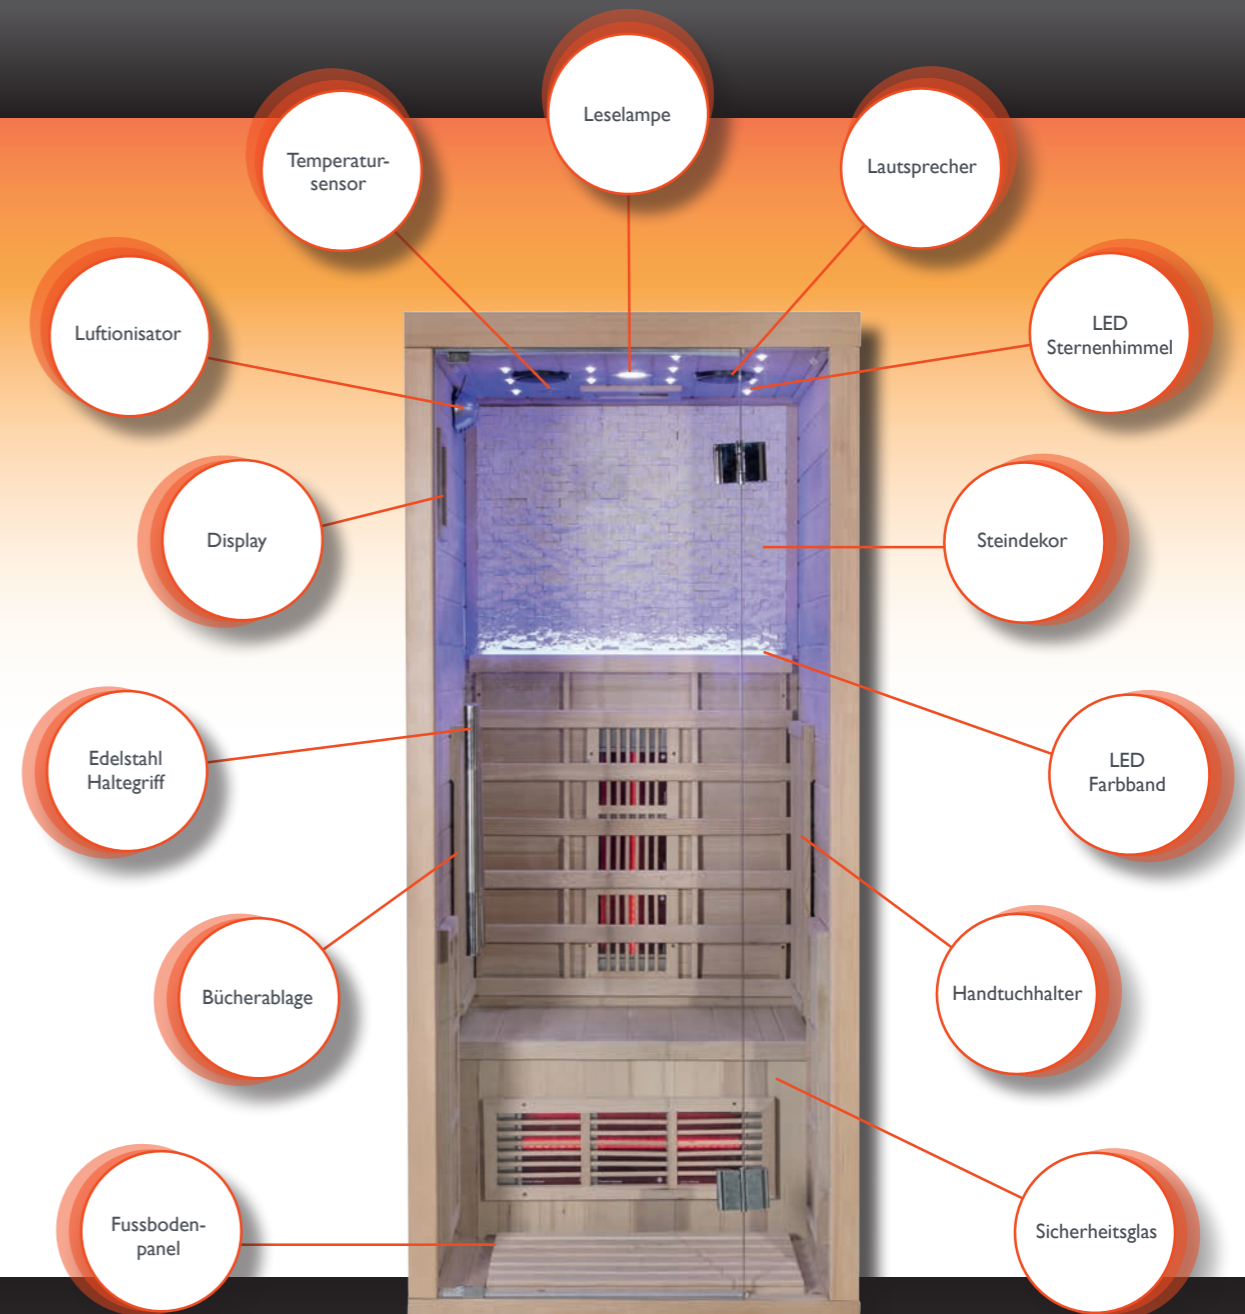 Leselampe
Temperatur-
sensor
Lautsprecher
Luftionisator
LED
Sternenhimmel
Display
Steindekor
Edelstahl
Haltegriff
LED
Farbband
Bücherablage
Handtuchhalter
Fussboden-
panel
Sicherheitsglas